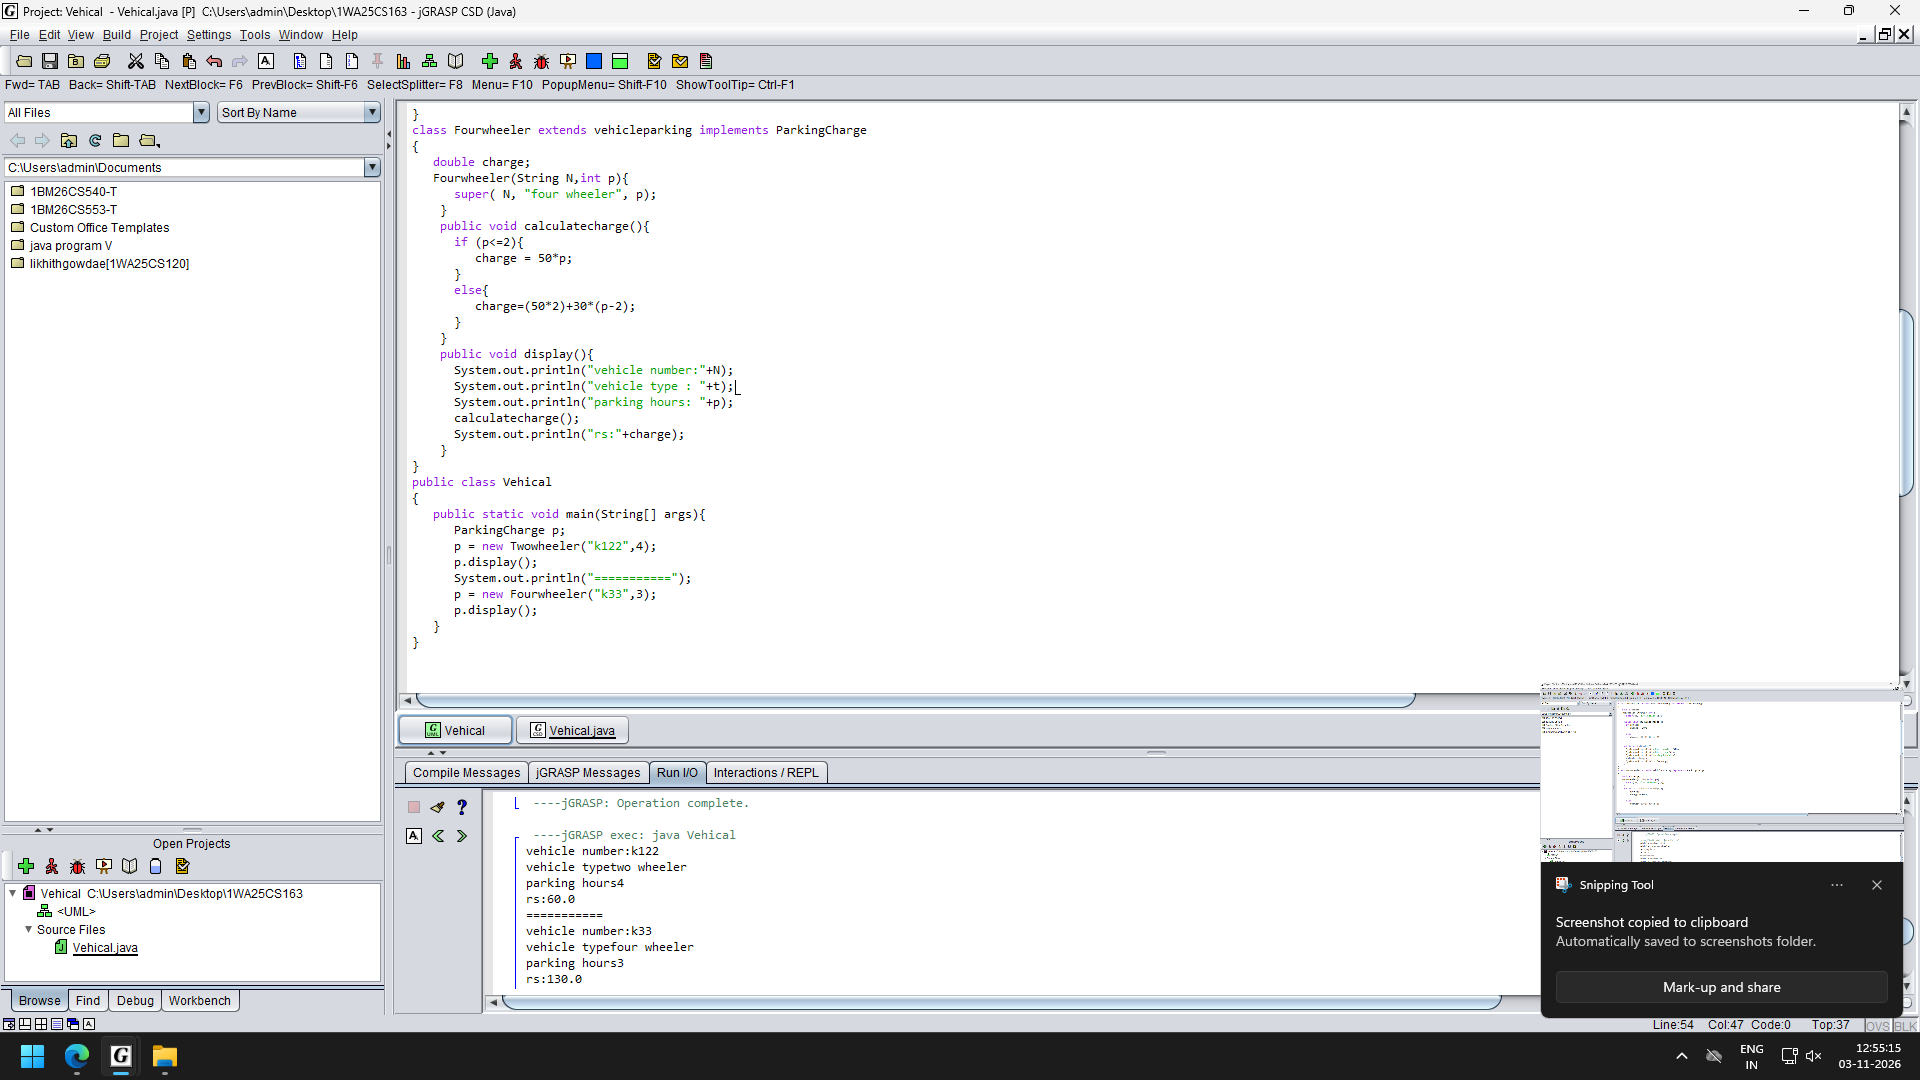 Project: Vehical  - Vehical.java [P]  C:\Users\admin\Desktop\1WA25CS163 - jGRASP CSD (Java)
File Edit View Build Project Settings Tools Window Help
Fwd= TAB  Back= Shift-TAB  NextBlock= F6  PrevBlock= Shift-F6  SelectSplitter= F8  Menu= F10  PopupMenu= Shift-F10  ShowToolTip= Ctrl-F1
All Files
Sort By Name
C:\Users\admin\Documents
1BM26CS540-T
1BM26CS553-T
Custom Office Templates
java program V
likhithgowdae[1WA25CS120]
}
class Fourwheeler extends vehicleparking implements ParkingCharge
{
double charge;
Fourwheeler(String N,int p){
super( N, "four wheeler", p);
}
public void calculatecharge(){
if (p<=2){
charge = 50*p;
}
else{
charge=(50*2)+30*(p-2);
}
}
public void display(){
System.out.println("vehicle number:"+N);
System.out.println("vehicle type : "+t);
System.out.println("parking hours: "+p);
calculatecharge();
System.out.println("rs:"+charge);
}
}
public class Vehical
{
public static void main(String[] args){
ParkingCharge p;
p = new Twowheeler("k122",4);
p.display();
System.out.println("===========");
p = new Fourwheeler("k33",3);
p.display();
}
}
Vehical
Vehical.java
Compile Messages
jGRASP Messages
Run I/O
Interactions / REPL
----jGRASP: Operation complete.
----jGRASP exec: java Vehical
vehicle number:k122
vehicle typetwo wheeler
parking hours4
rs:60.0
===========
vehicle number:k33
vehicle typefour wheeler
parking hours3
rs:130.0
Open Projects
Vehical  C:\Users\admin\Desktop\1WA25CS163
<UML>
Source Files
Vehical.java
Browse
Find
Debug
Workbench
Snipping Tool
Screenshot copied to clipboard
Automatically saved to screenshots folder.
Mark-up and share
Line:54  Col:47  Code:0  Top:37  OVS BLK
ENG
IN
12:55:15
03-11-2026